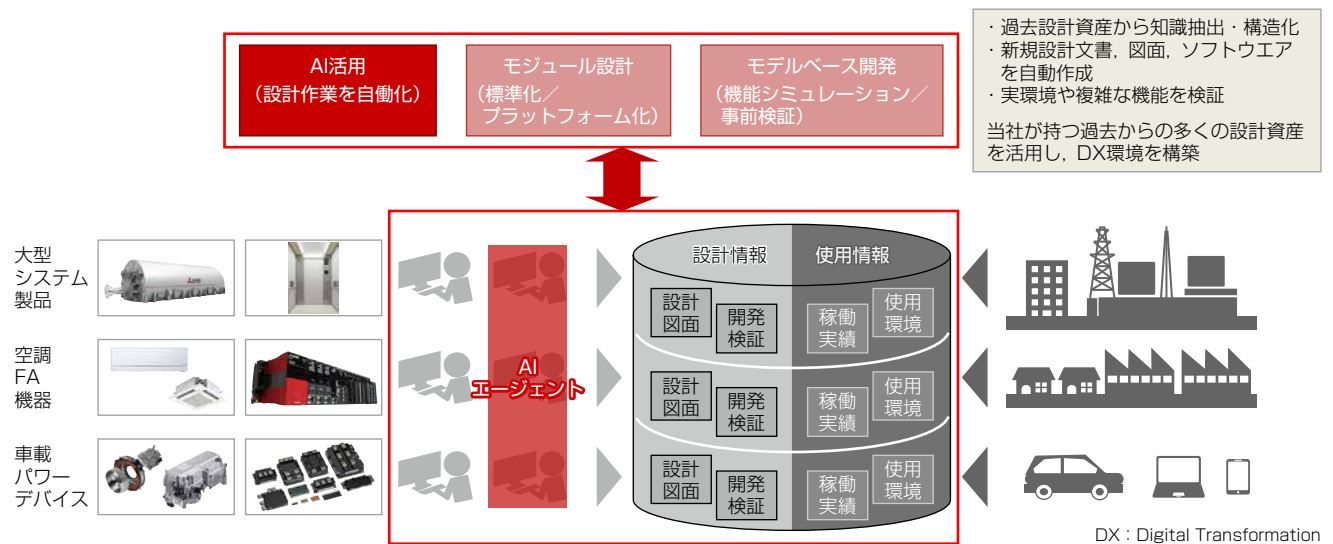 AI活用
(設計作業を自働化)
モジュール設計
(標準化／
プラットフォーム化)
モデルベース開発
(機能シミュレーション／
事前検証)
・過去設計資産から知識抽出・構造化
・新規設計文書，図面，ソフトウエア
を自動作成
・実環境や複雑な機能を検証
当社が持つ過去からの多くの設計資産
を活用し，DX環境を構築
大型
システム
製品
空調
FA
機器
車載
パワー
デバイス
AI
エージェント
設計情報
使用情報
設計
図面
開発
検証
稼働
実績
使用
環境
設計
図面
開発
検証
稼働
実績
使用
環境
設計
図面
開発
検証
稼働
実績
使用
環境
DX：Digital Transformation